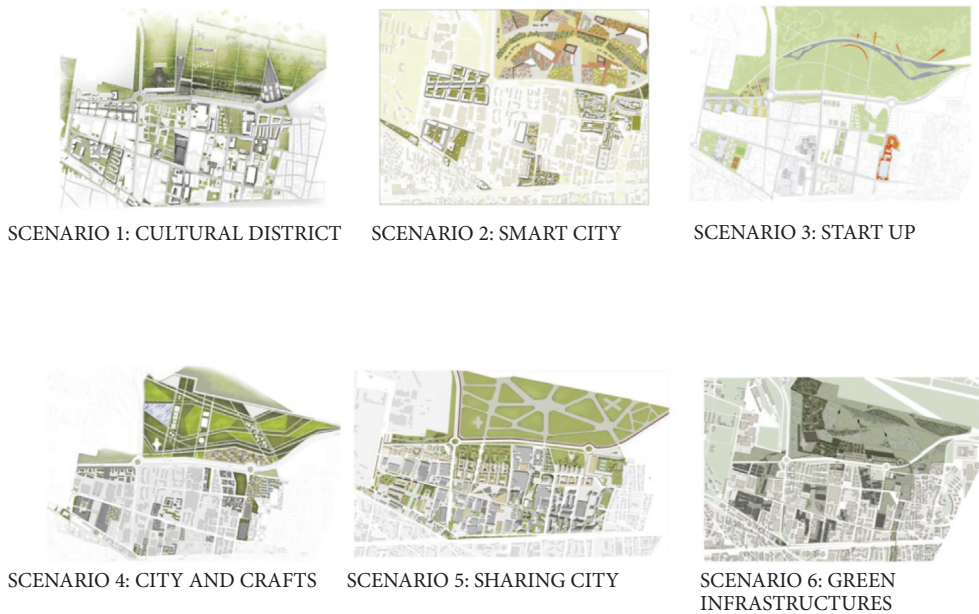 SCENARIO 1: CULTURAL DISTRICT
SCENARIO 2: SMART CITY
SCENARIO 3: START UP
SCENARIO 4: CITY AND CRAFTS
SCENARIO 5: SHARING CITY
SCENARIO 6: GREEN
INFRASTRUCTURES